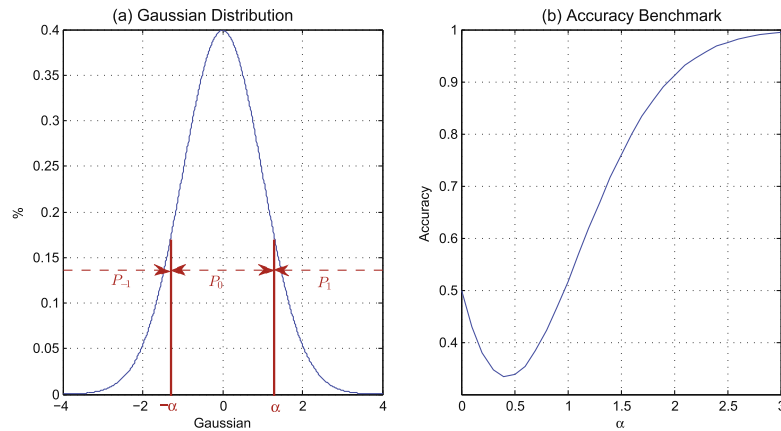 (a) Gaussian Distribution
0.4
0.35
0.3
0.25
0.2
0.15
0.1
0.05
0
%
P−1
P0
P1
−4
−2
−α
0
α
2
4
Gaussian
(b) Accuracy Benchmark
1
0.9
0.8
0.7
0.6
0.5
0.4
Accuracy
0
0.5
1
1.5
2
2.5
3
α